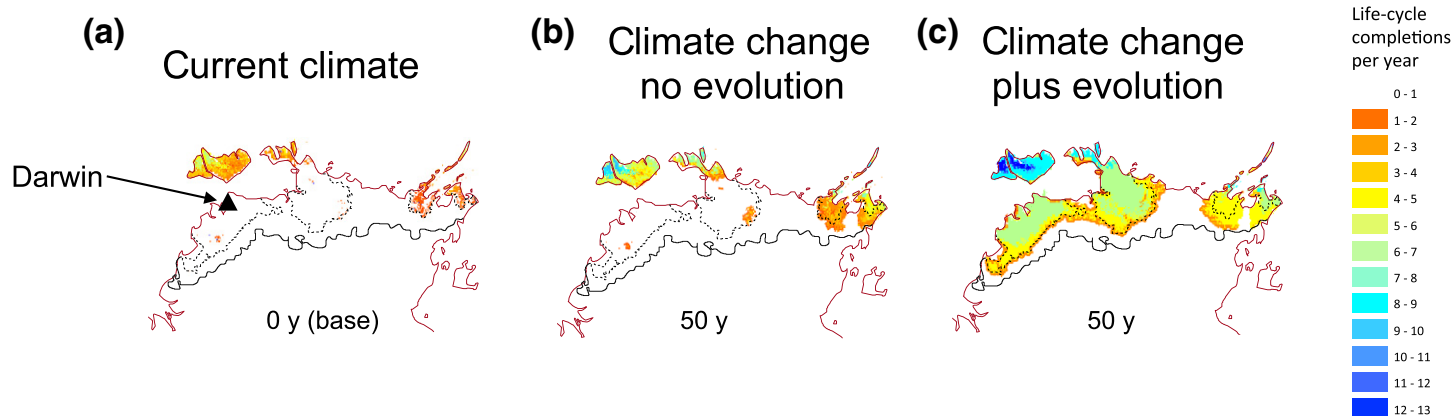 (a)
Current climate
Darwin
0 y (base)
(b)
Climate change
no evolution
50 y
(c)
Climate change
plus evolution
50 y
Life-cycle
completions
per year
0 - 1
1 - 2
2 - 3
3 - 4
4 - 5
5 - 6
6 - 7
7 - 8
8 - 9
9 - 10
10 - 11
11 - 12
12 - 13